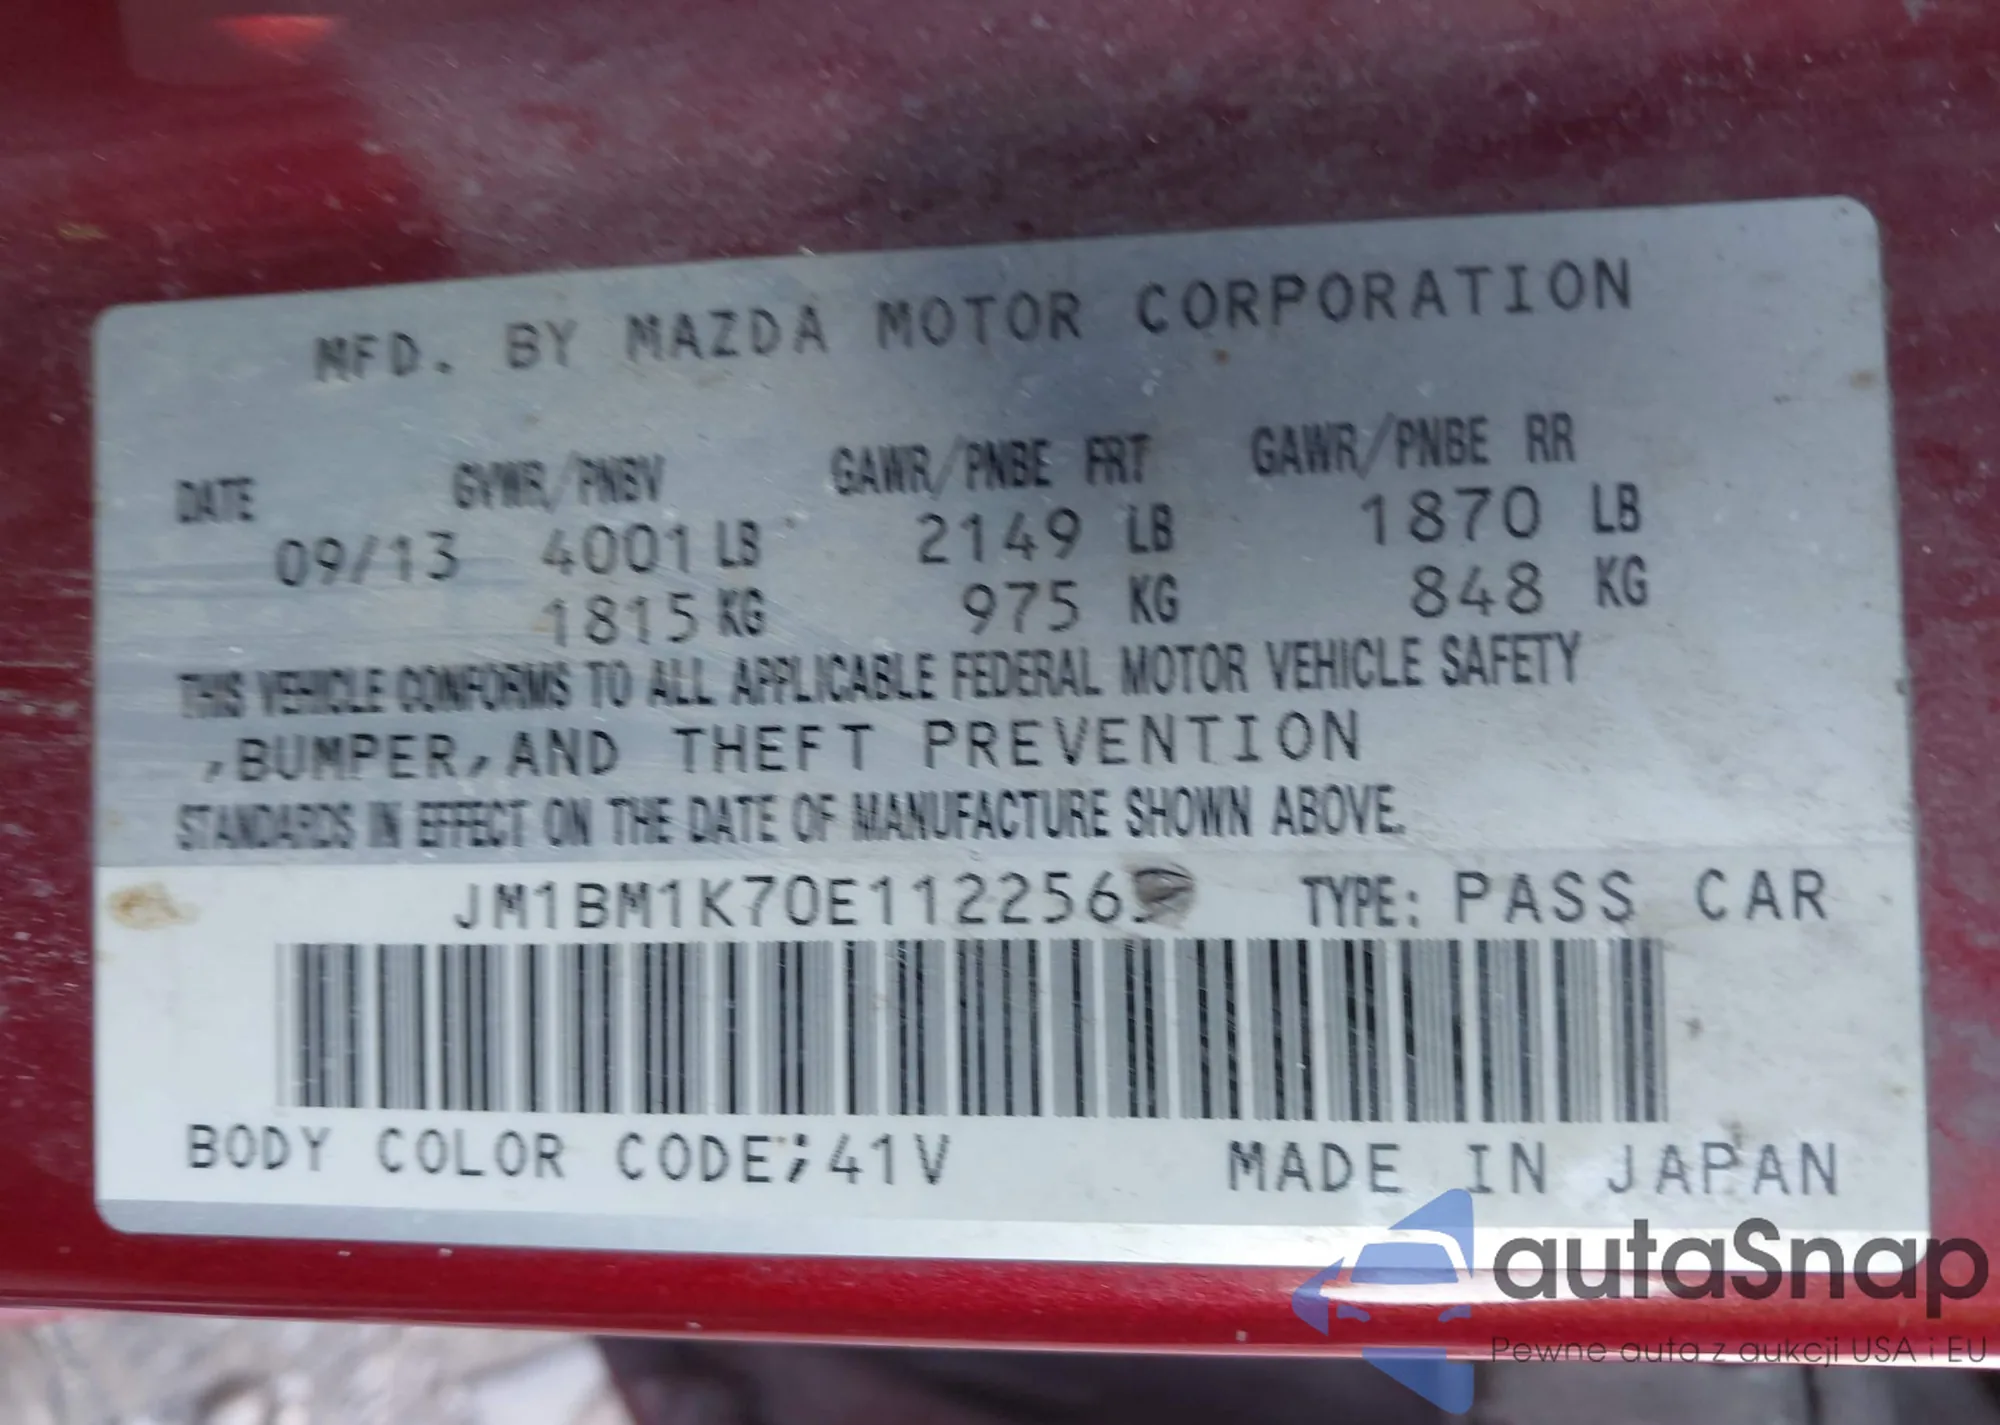 MFD. BY MAZDA MOTOR CORPORATION
DATE GVWR/PNBV GAWR/PNBE FRT GAWR/PNBE RR
09/13 4001 LB 2149 LB 1870 LB
1815 KG 975 KG 848 KG
THIS VEHICLE CONFORMS TO ALL APPLICABLE FEDERAL MOTOR VEHICLE SAFETY
,BUMPER,AND THEFT PREVENTION
STANDARDS IN EFFECT ON THE DATE OF MANUFACTURE SHOWN ABOVE.
TYPE: PASS CAR
BODY COLOR CODE;41V MADE IN JAPAN
autaSnap
Pewne auta z aukcji USA i EU